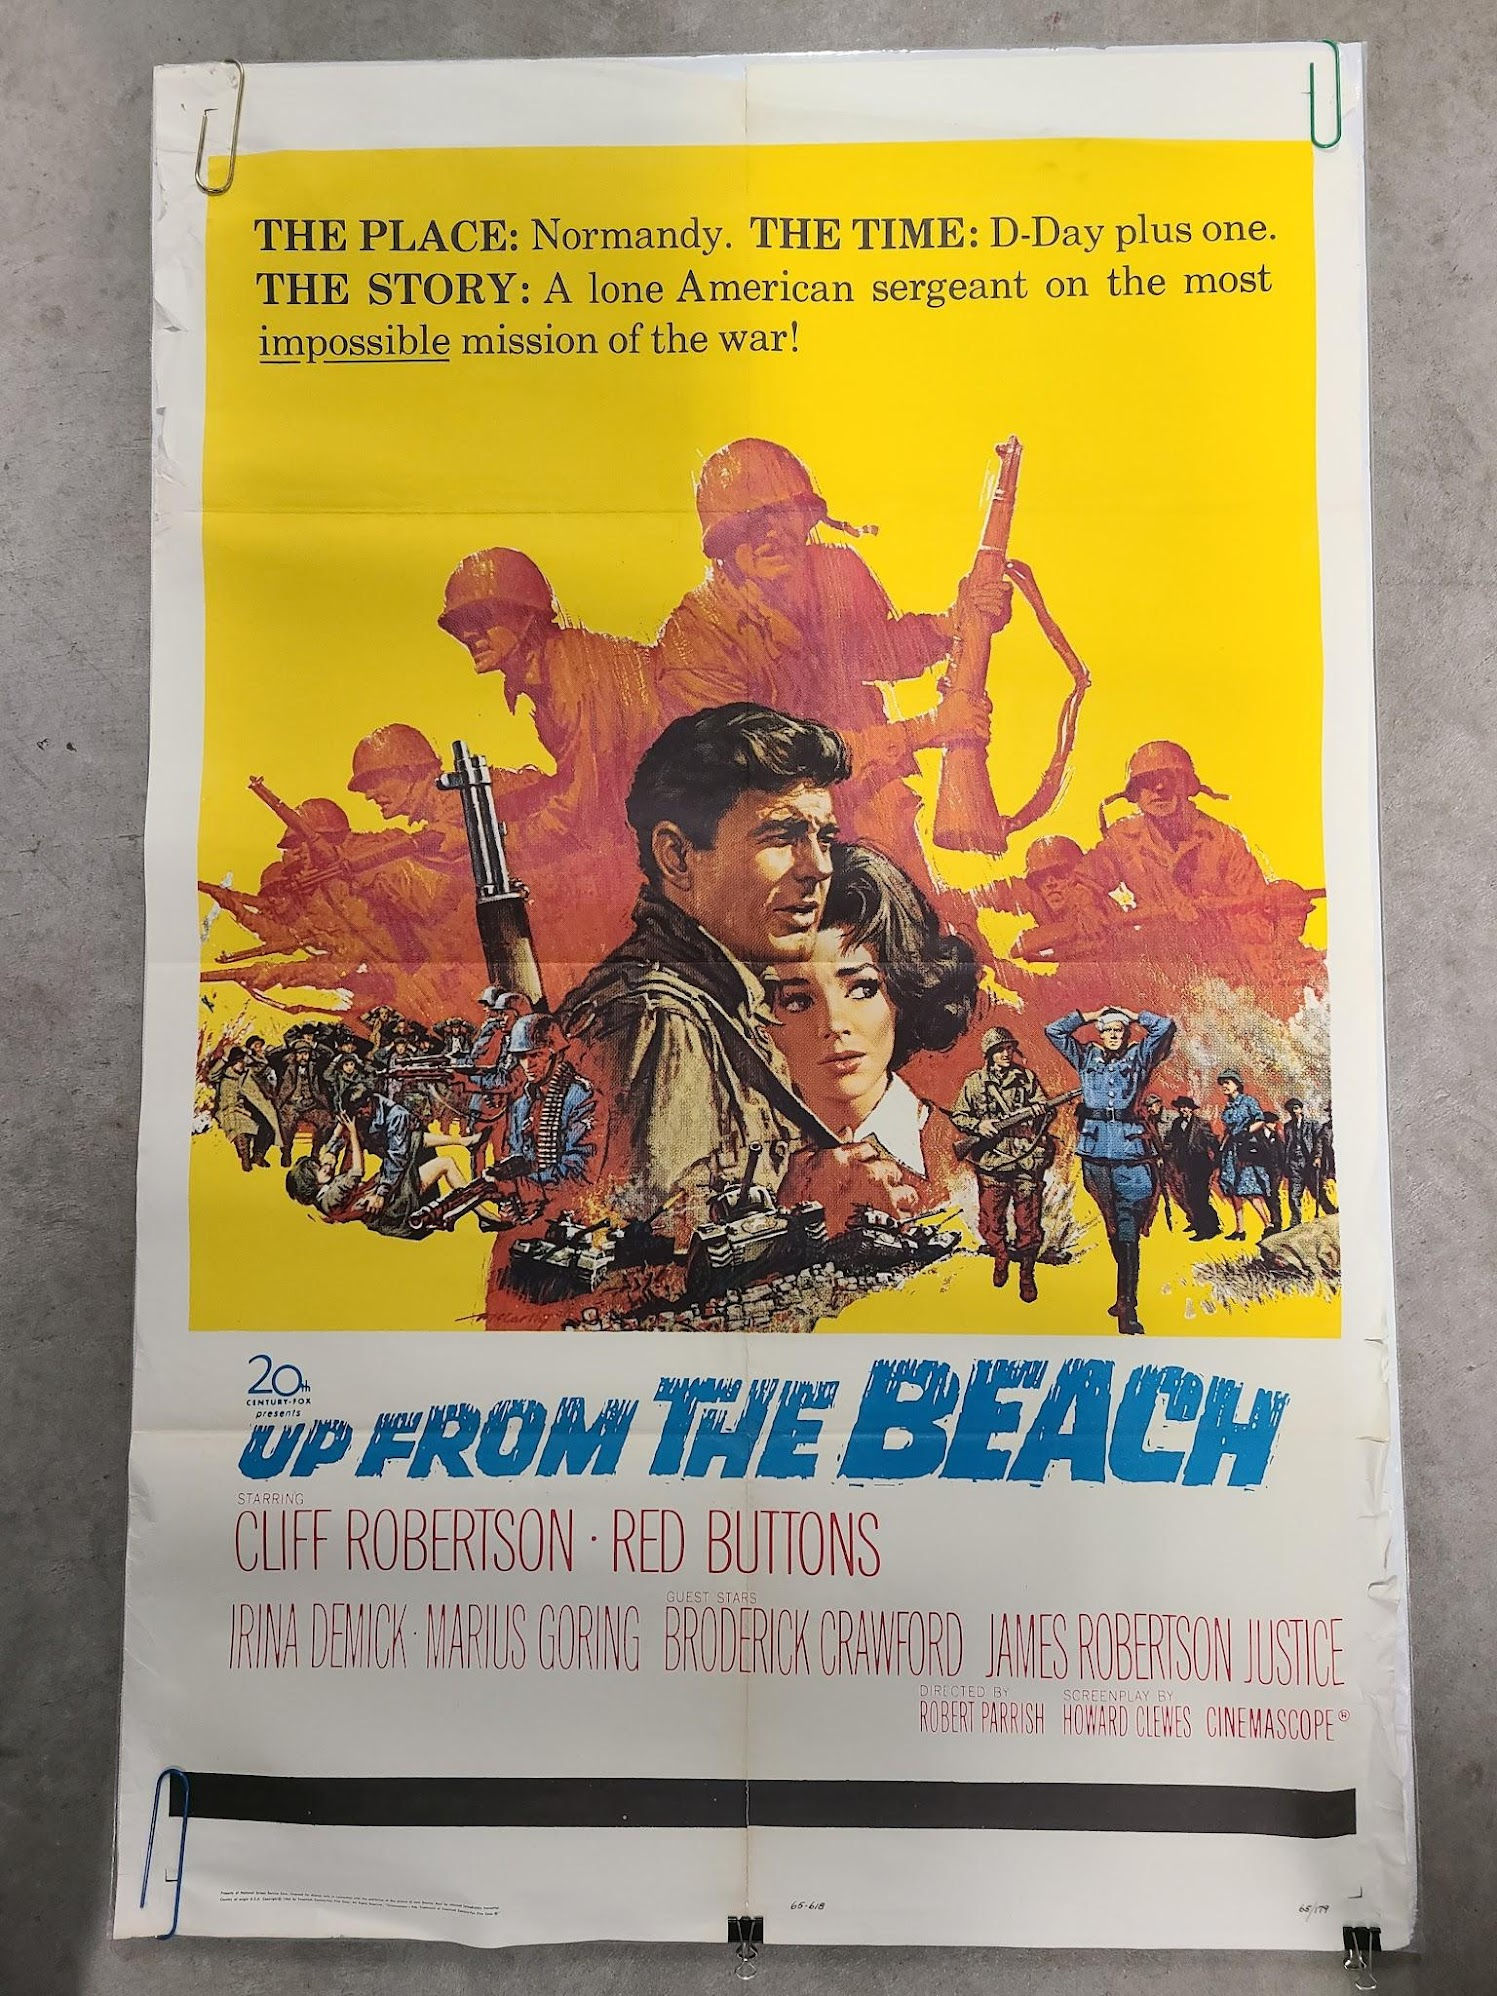 THE PLACE: Normandy. THE TIME: D-Day plus one.
THE STORY: A lone American sergeant on the most
impossible mission of the war!
20th
CENTURY-FOX
presents
UP FROM THE BEACH
STARRING
CLIFF ROBERTSON · RED BUTTONS
GUEST STARS
IRINA DEMICK · MARIUS GORING BRODERICK CRAWFORD JAMES ROBERTSON JUSTICE
DIRECTED BY SCREENPLAY BY
ROBERT PARRISH HOWARD CLEWES CINEMASCOPE®
65-618 65/179